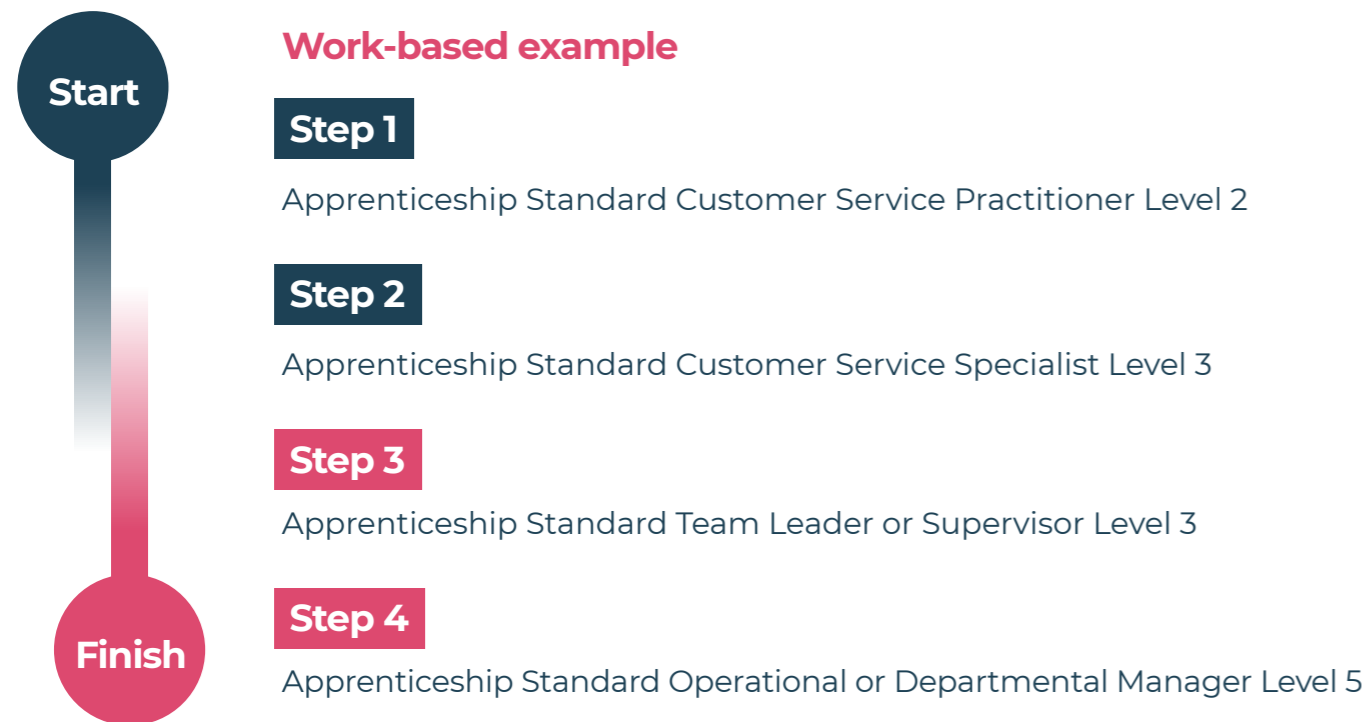 Start
Work-based example
Step 1
Apprenticeship Standard Customer Service Practitioner Level 2
Step 2
Apprenticeship Standard Customer Service Specialist Level 3
Step 3
Apprenticeship Standard Team Leader or Supervisor Level 3
Step 4
Finish
Apprenticeship Standard Operational or Departmental Manager Level 5